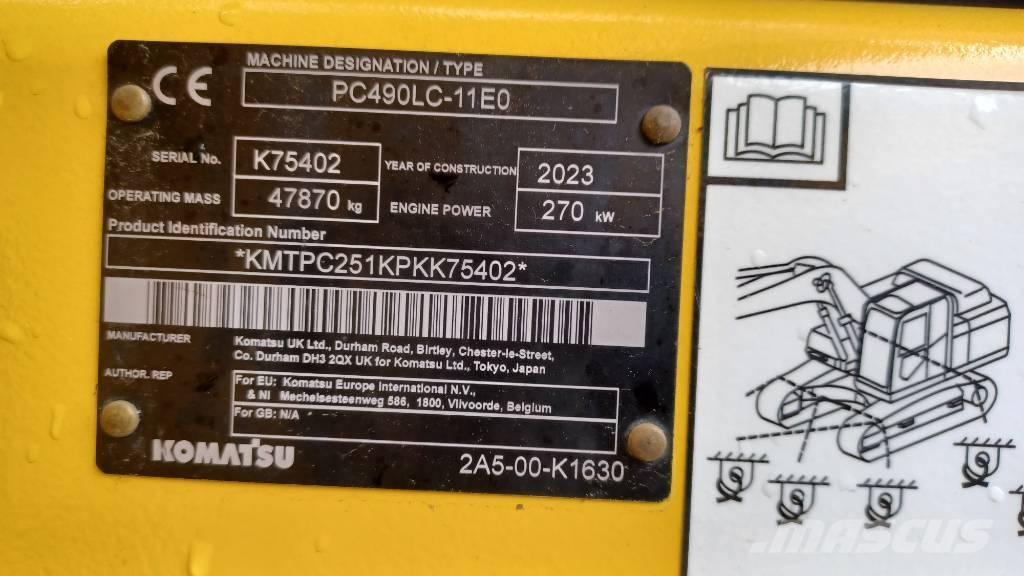 CE
MACHINE DESIGNATION / TYPE
PC490LC-11E0
SERIAL No. K75402 YEAR OF CONSTRUCTION 2023
OPERATING MASS 47870 kg ENGINE POWER 270 kW
Product Identification Number
*KMTPC251KPKK75402*
MANUFACTURER Komatsu UK Ltd., Durham Road, Birtley, Chester-le-Street,
Co. Durham DH3 2QX UK for Komatsu Ltd., Tokyo, Japan
AUTHOR. REP For EU: Komatsu Europe International N.V.,
& NI Mechelsesteenweg 586, 1800, Vilvoorde, Belgium
For GB: N/A
KOMATSU 2A5-00-K1630
MASCUS